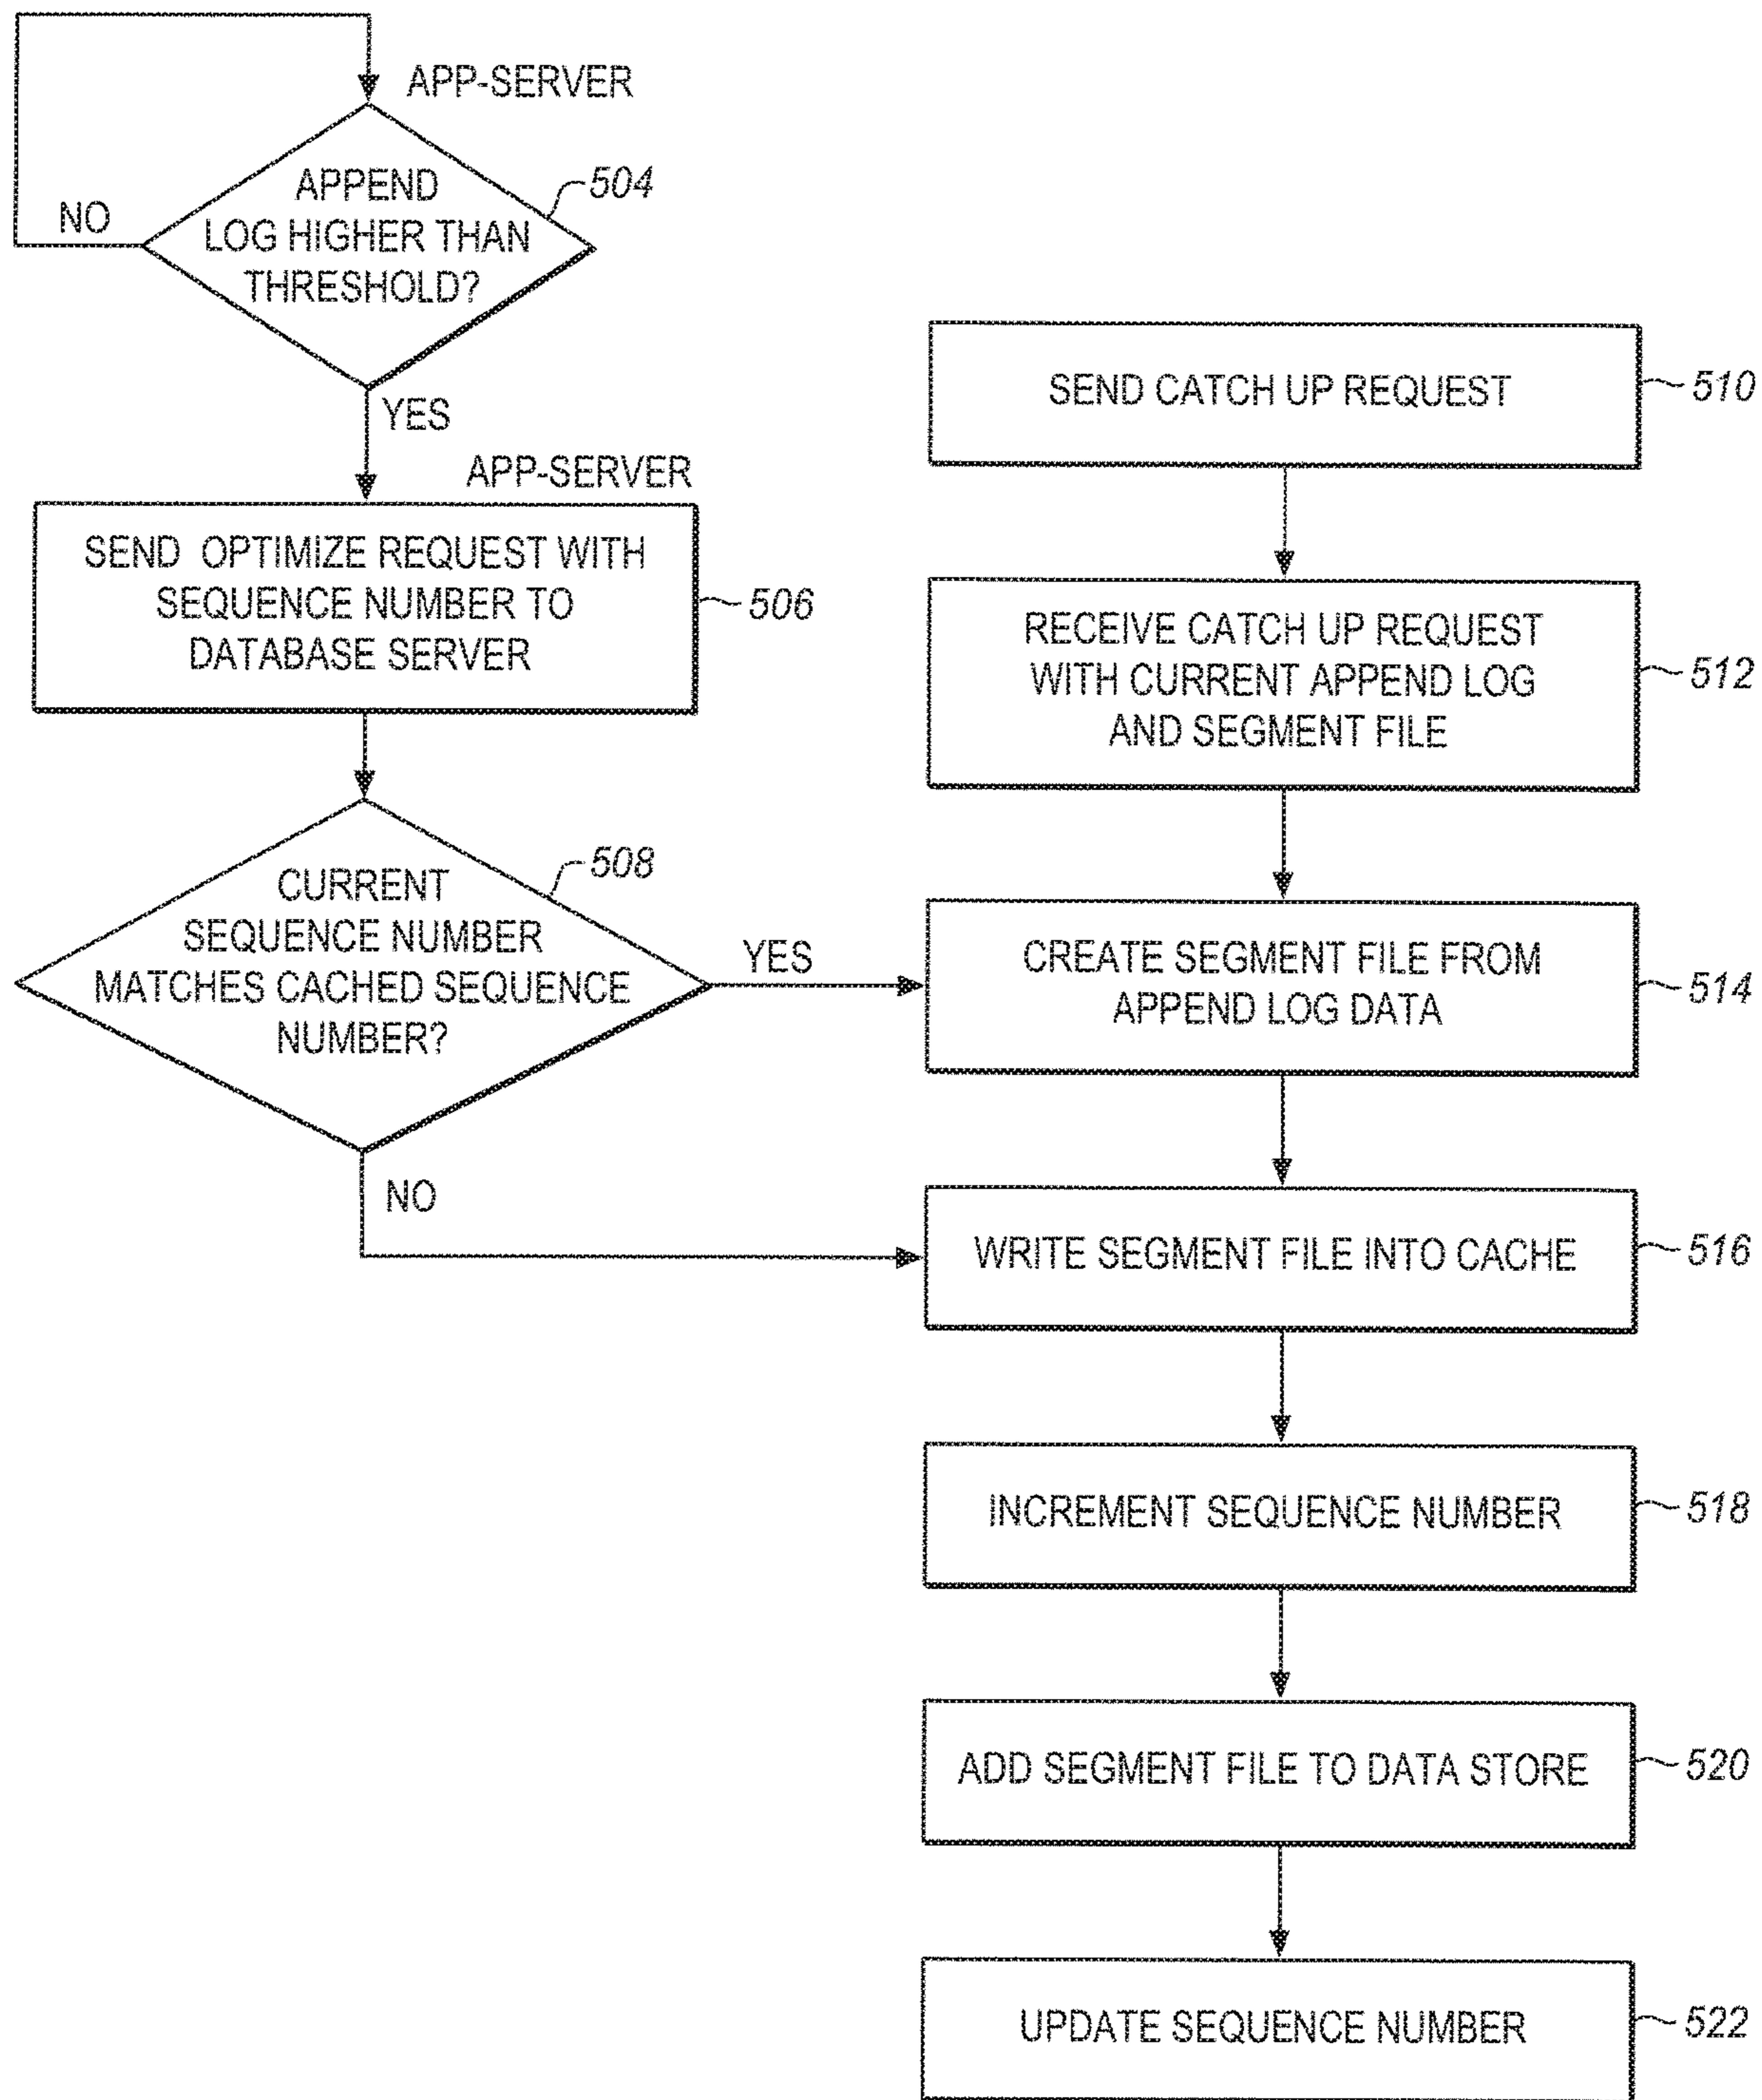 APP-SERVER
APPEND
LOG HIGHER THAN
THRESHOLD?
504
NO
YES
APP-SERVER
SEND OPTIMIZE REQUEST WITH
SEQUENCE NUMBER TO
DATABASE SERVER
506
CURRENT
SEQUENCE NUMBER
MATCHES CACHED SEQUENCE
NUMBER?
508
YES
NO
SEND CATCH UP REQUEST
510
RECEIVE CATCH UP REQUEST
WITH CURRENT APPEND LOG
AND SEGMENT FILE
512
CREATE SEGMENT FILE FROM
APPEND LOG DATA
514
WRITE SEGMENT FILE INTO CACHE
516
INCREMENT SEQUENCE NUMBER
518
ADD SEGMENT FILE TO DATA STORE
520
UPDATE SEQUENCE NUMBER
522